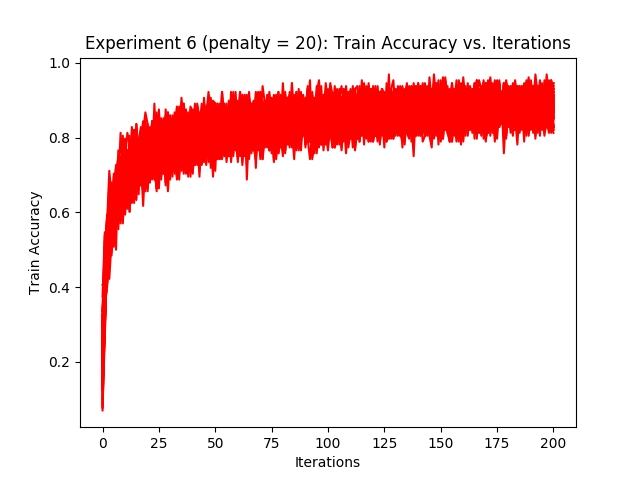 Experiment 6 (penalty = 20): Train Accuracy vs. Iterations
1.0
0.8
0.6
0.4
0.2
Train Accuracy
0 25 50 75 100 125 150 175 200
Iterations